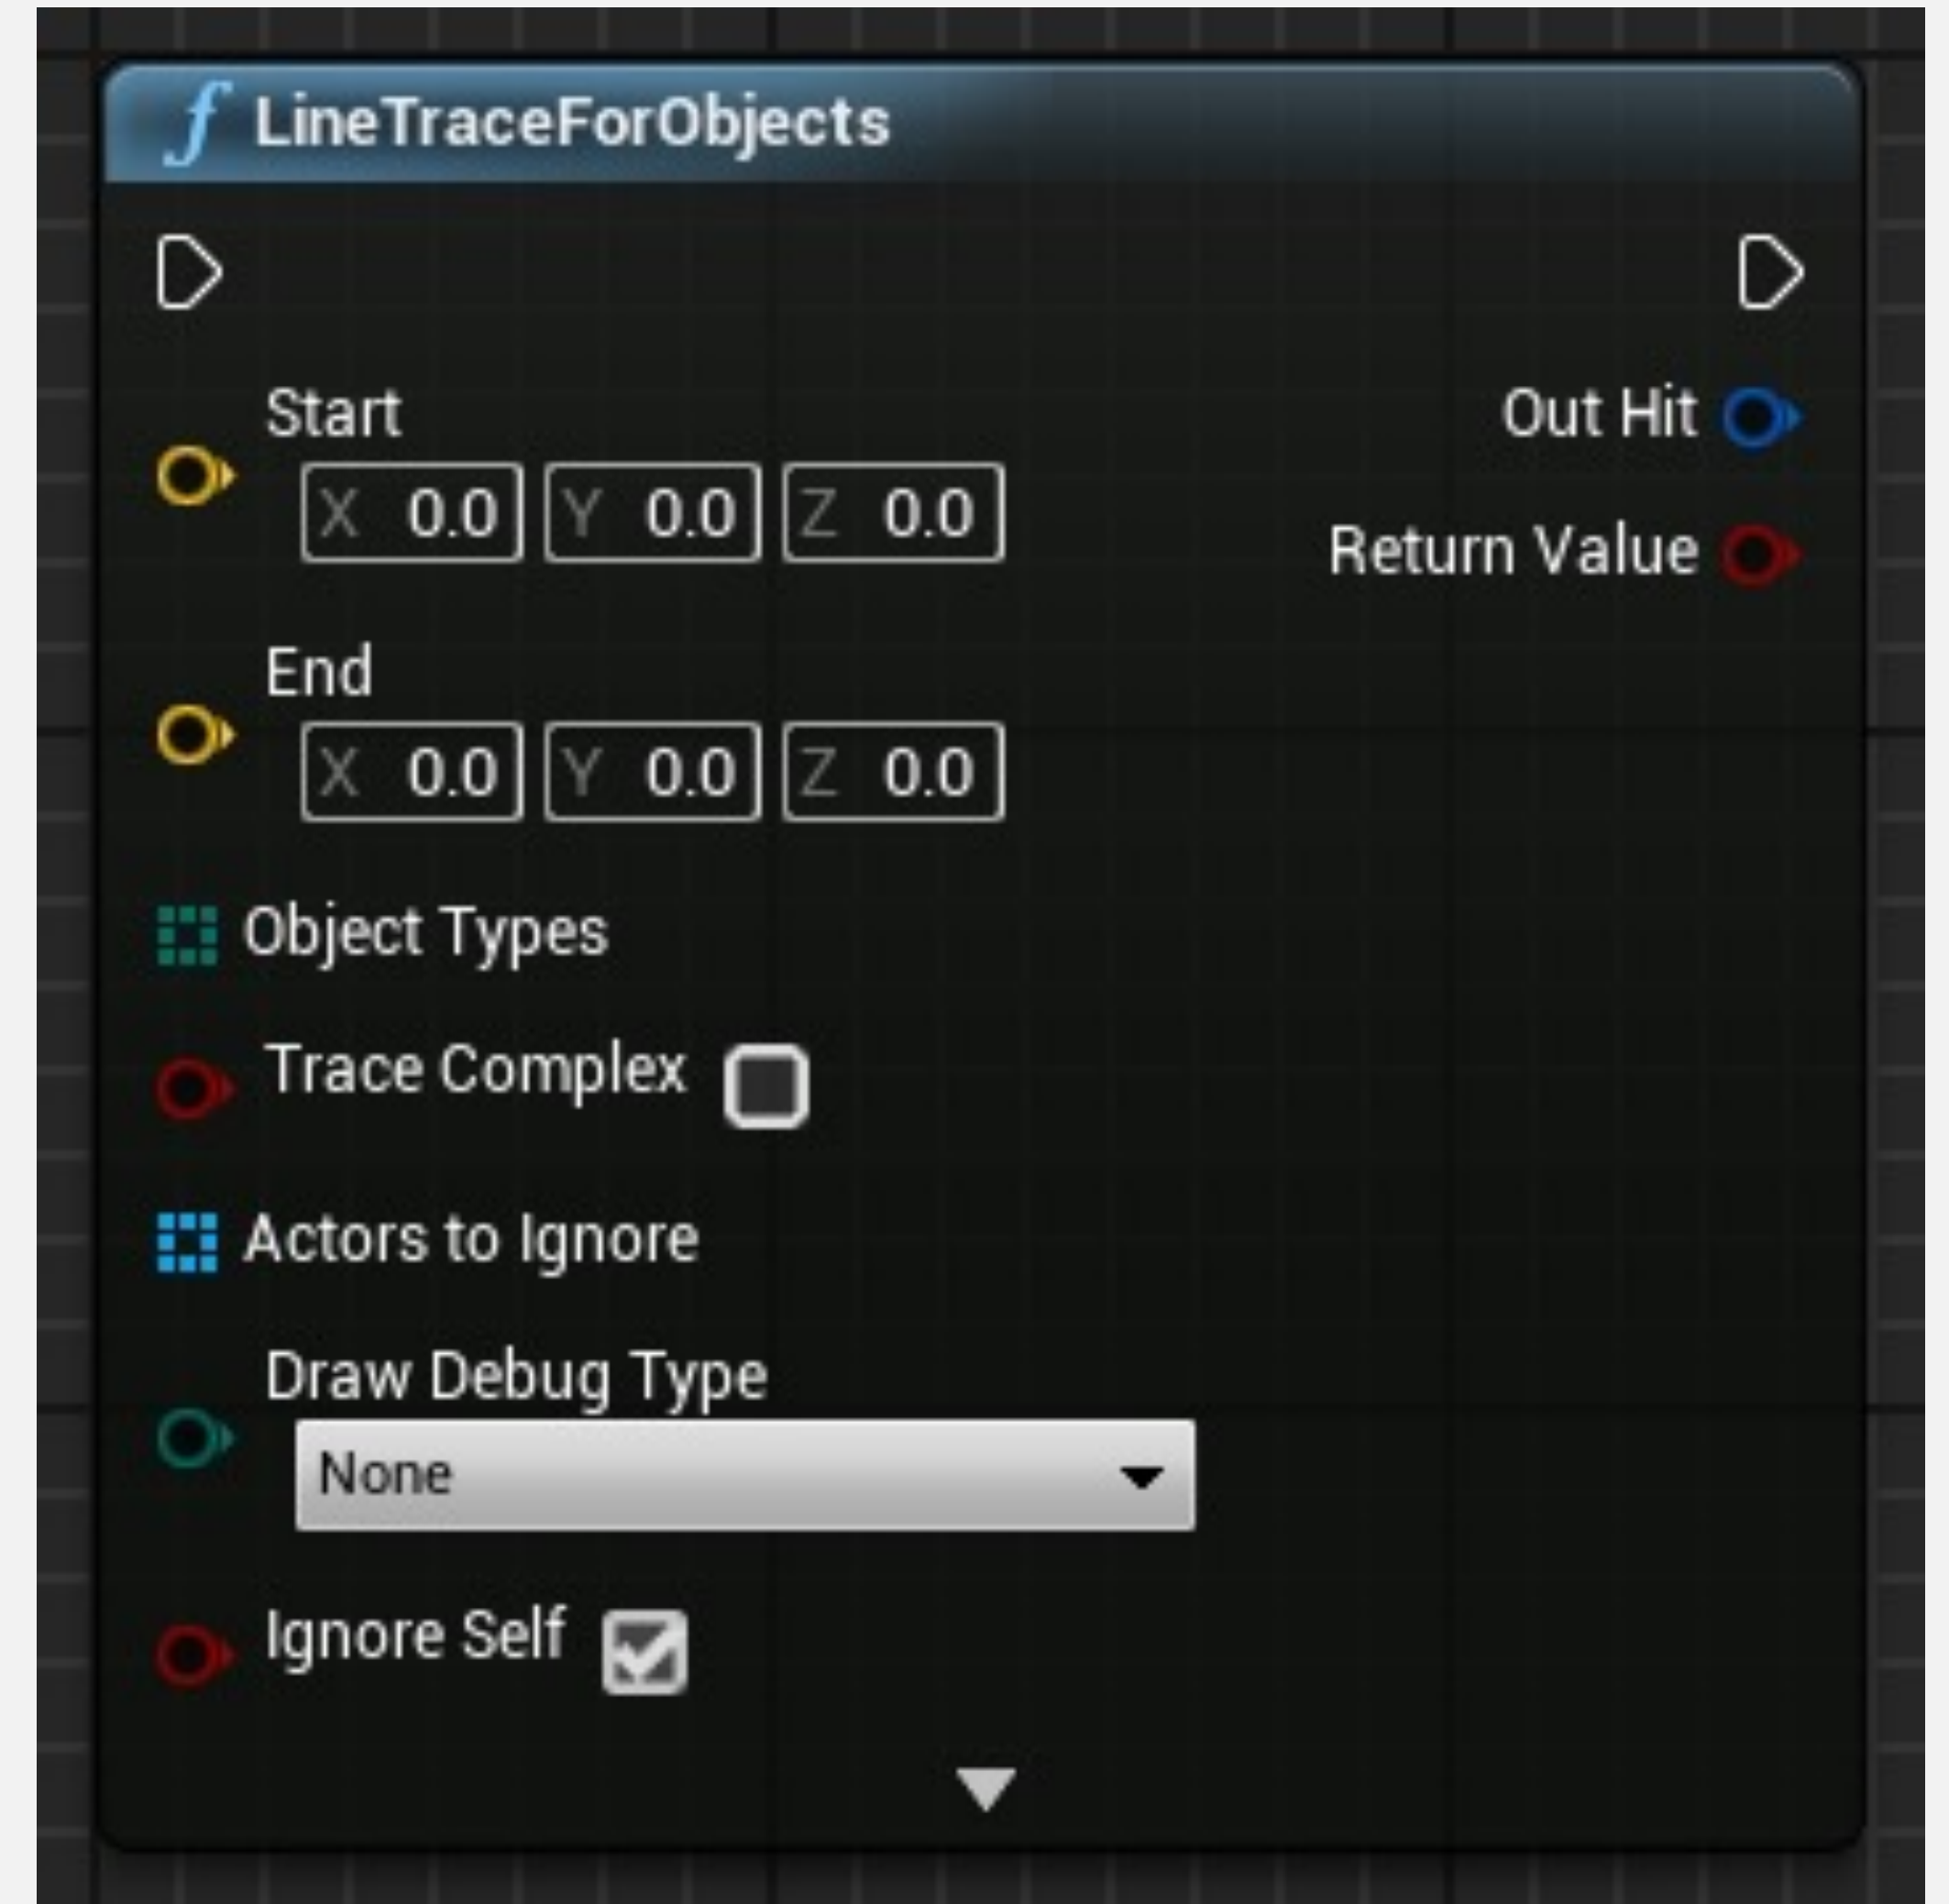 f LineTraceForObjects
Start
Out Hit
X 0.0 Y 0.0 Z 0.0
Return Value
End
X 0.0 Y 0.0 Z 0.0
Object Types
Trace Complex
Actors to Ignore
Draw Debug Type
None
Ignore Self